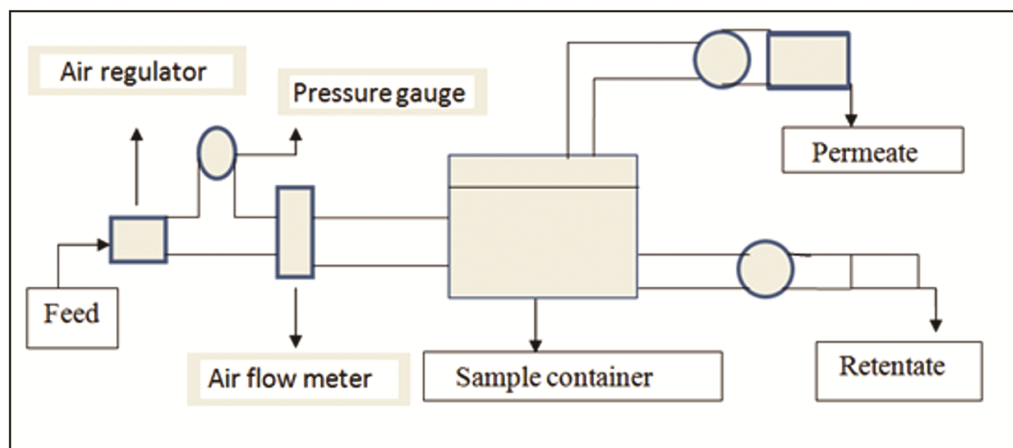 Air regulator
Pressure gauge
Permeate
Feed
Air flow meter
Sample container
Retentate